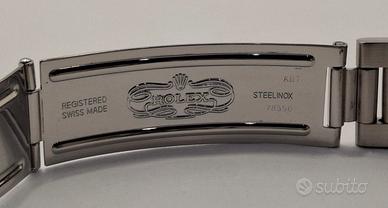 REGISTERED
SWISS MADE
ROLEX
STEELINOX
78350
subito